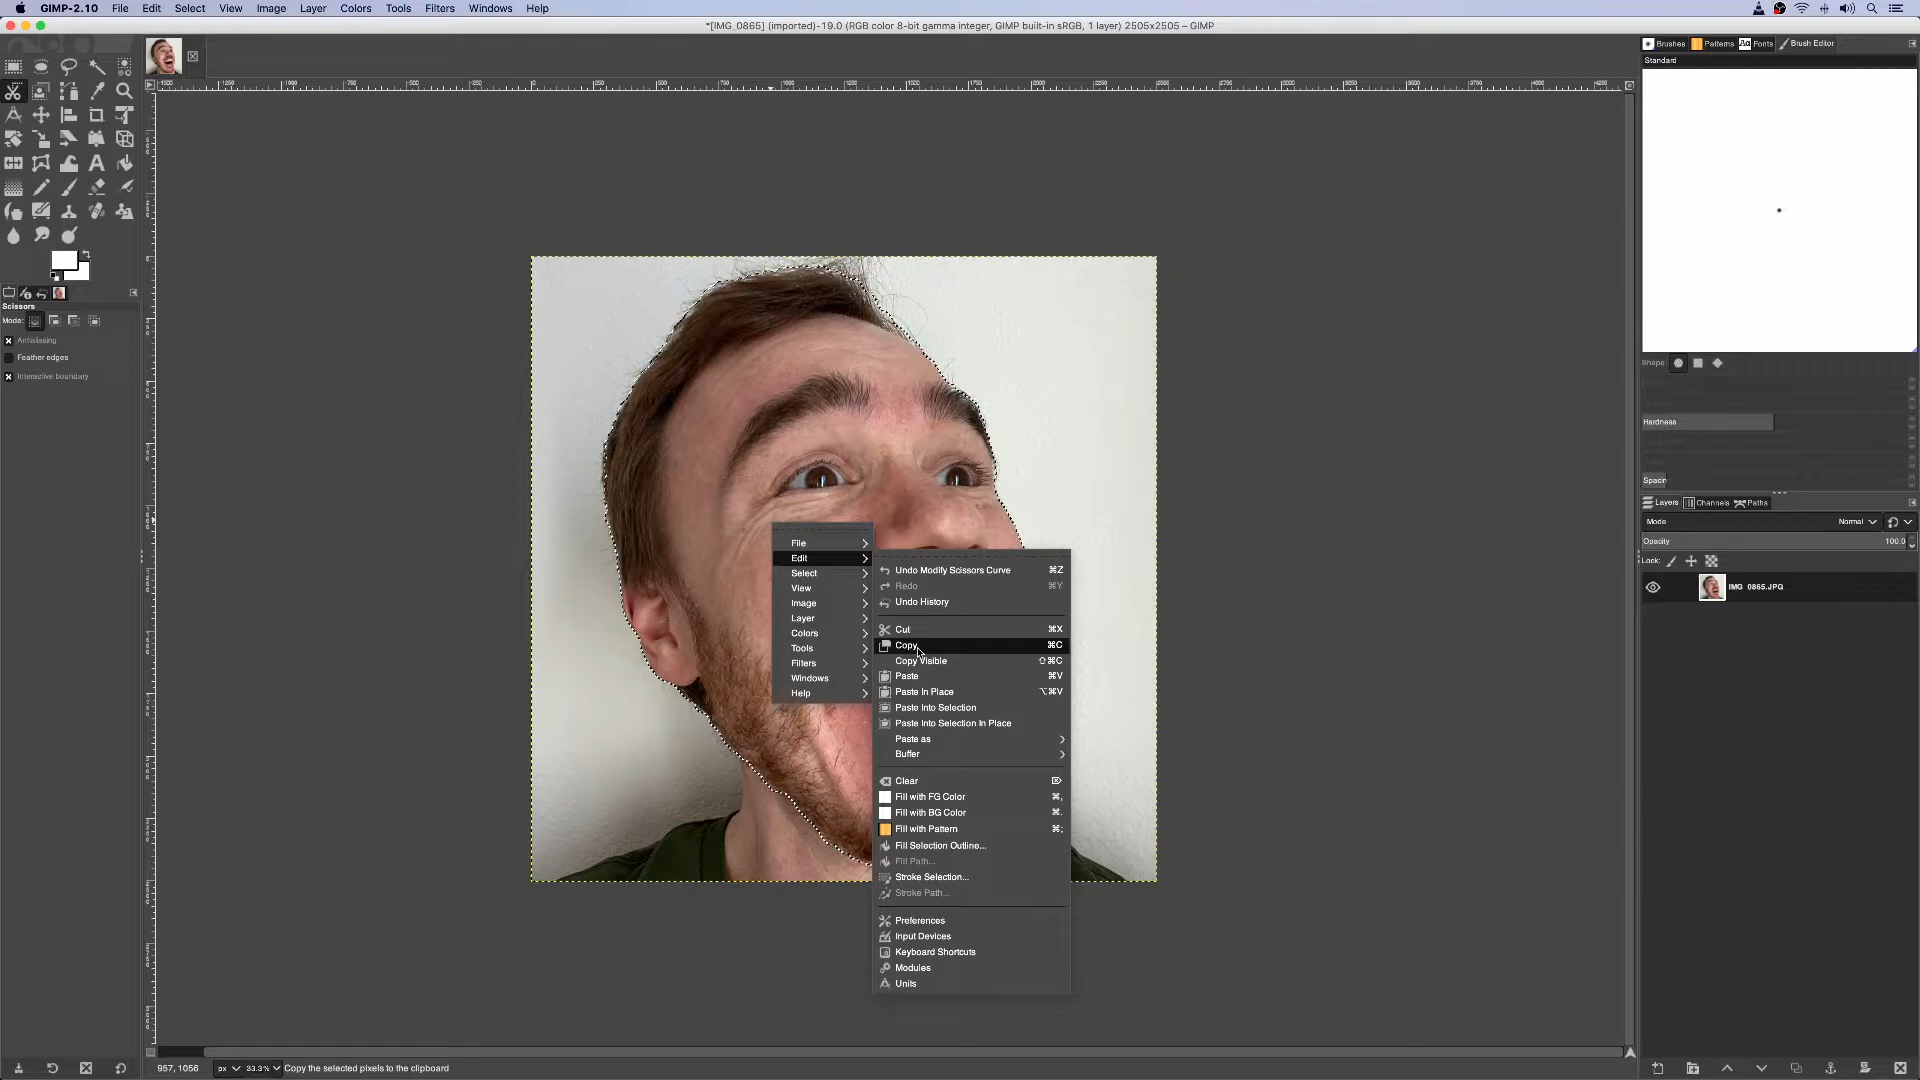 GIMP-2.10 File Edit Select View Image Layer Colors Tools Filters Windows Help
*[IMG_0865] (imported)-19.0 (RGB color 8-bit gamma integer, GIMP built-in sRGB, 1 layer) 2505x2505 – GIMP
Brushes Patterns Fonts Brush Editor
Standard
Scissors
Mode:
Antialiasing
Feather edges
Interactive boundary
File
Edit
Select
View
Image
Layer
Colors
Tools
Filters
Windows
Help
Undo Modify Scissors Curve ⌘Z
Redo ⌘Y
Undo History
Cut ⌘X
Copy ⌘C
Copy Visible ⇧⌘C
Paste ⌘V
Paste In Place ⌥⌘V
Paste Into Selection
Paste Into Selection In Place
Paste as
Buffer
Clear ⌦
Fill with FG Color ⌘,
Fill with BG Color ⌘.
Fill with Pattern ⌘;
Fill Selection Outline...
Fill Path...
Stroke Selection...
Stroke Path...
Preferences
Input Devices
Keyboard Shortcuts
Modules
Units
Shape
Hardness
Spacin
Layers Channels Paths
Mode Normal
Opacity 100.0
Lock:
IMG_0865.JPG
957, 1056 px 33.3% Copy the selected pixels to the clipboard